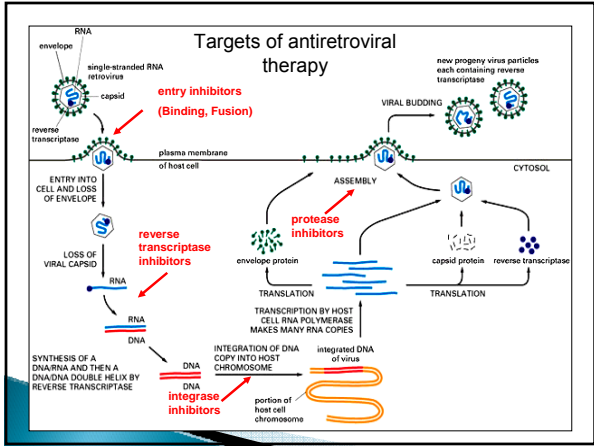 Targets of antiretroviral
therapy
RNA
envelope
single-stranded RNA
retrovirus
capsid
reverse
transcriptase
entry inhibitors
(Binding, Fusion)
new progeny virus particles
each containing reverse
transcriptase
VIRAL BUDDING
plasma membrane
of host cell
CYTOSOL
ENTRY INTO
CELL AND LOSS
OF ENVELOPE
ASSEMBLY
protease
inhibitors
reverse
transcriptase
inhibitors
LOSS OF
VIRAL CAPSID
envelope protein
capsid protein
reverse transcriptase
RNA
TRANSLATION
TRANSLATION
RNA
DNA
TRANSCRIPTION BY HOST
CELL RNA POLYMERASE
MAKES MANY RNA COPIES
SYNTHESIS OF A
DNA/RNA AND THEN A
DNA/DNA DOUBLE HELIX BY
REVERSE TRANSCRIPTASE
DNA
DNA
INTEGRATION OF DNA
COPY INTO HOST
CHROMOSOME
integrated DNA
of virus
integrase
inhibitors
portion of
host cell
chromosome